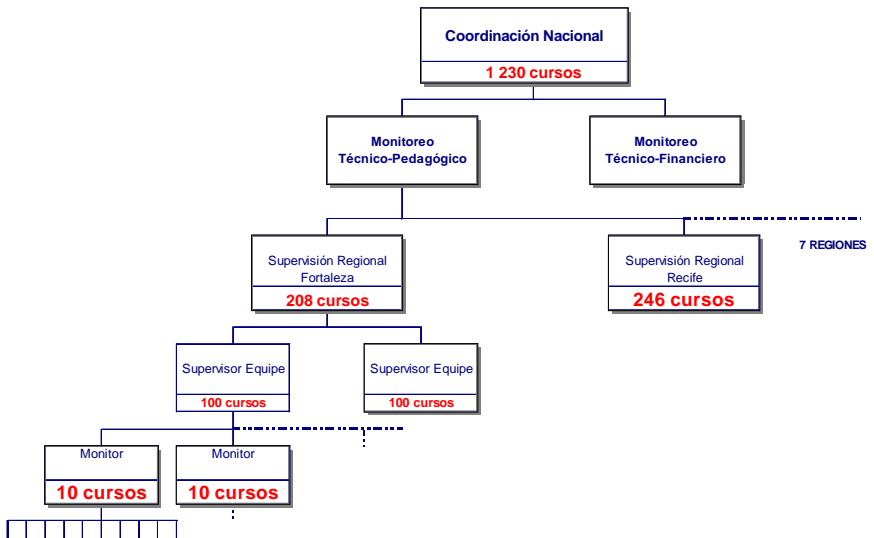 Coordinación Nacional
1 230 cursos
Monitoreo
Técnico-Pedagógico
Monitoreo
Técnico-Financiero
7 REGIONES
Supervisión Regional
Fortaleza
208 cursos
Supervisión Regional
Recife
246 cursos
Supervisor Equipe
100 cursos
Supervisor Equipe
100 cursos
Monitor
10 cursos
Monitor
10 cursos